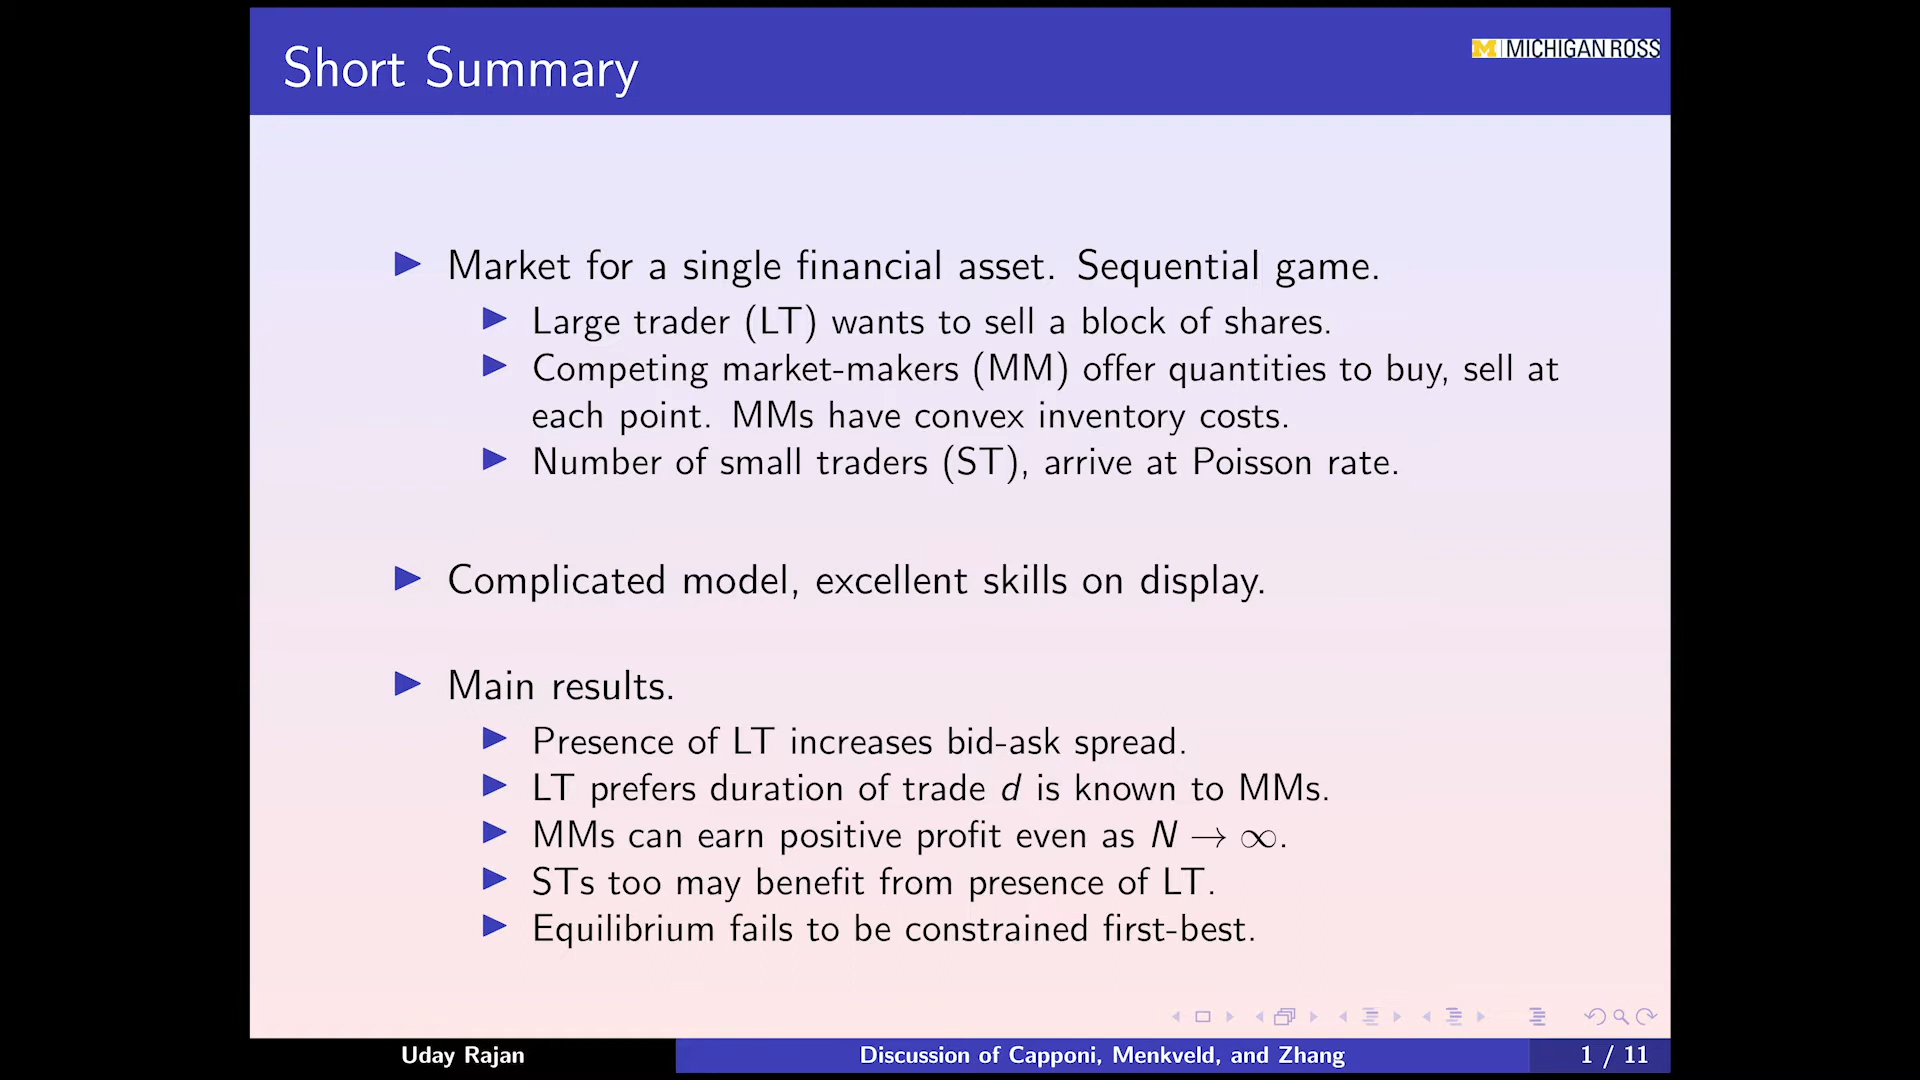 Short Summary
M MICHIGAN ROSS
Market for a single financial asset. Sequential game.
Large trader (LT) wants to sell a block of shares.
Competing market-makers (MM) offer quantities to buy, sell at
each point. MMs have convex inventory costs.
Number of small traders (ST), arrive at Poisson rate.
Complicated model, excellent skills on display.
Main results.
Presence of LT increases bid-ask spread.
LT prefers duration of trade d is known to MMs.
MMs can earn positive profit even as N → ∞.
STs too may benefit from presence of LT.
Equilibrium fails to be constrained first-best.
Uday Rajan
Discussion of Capponi, Menkveld, and Zhang
1 / 11